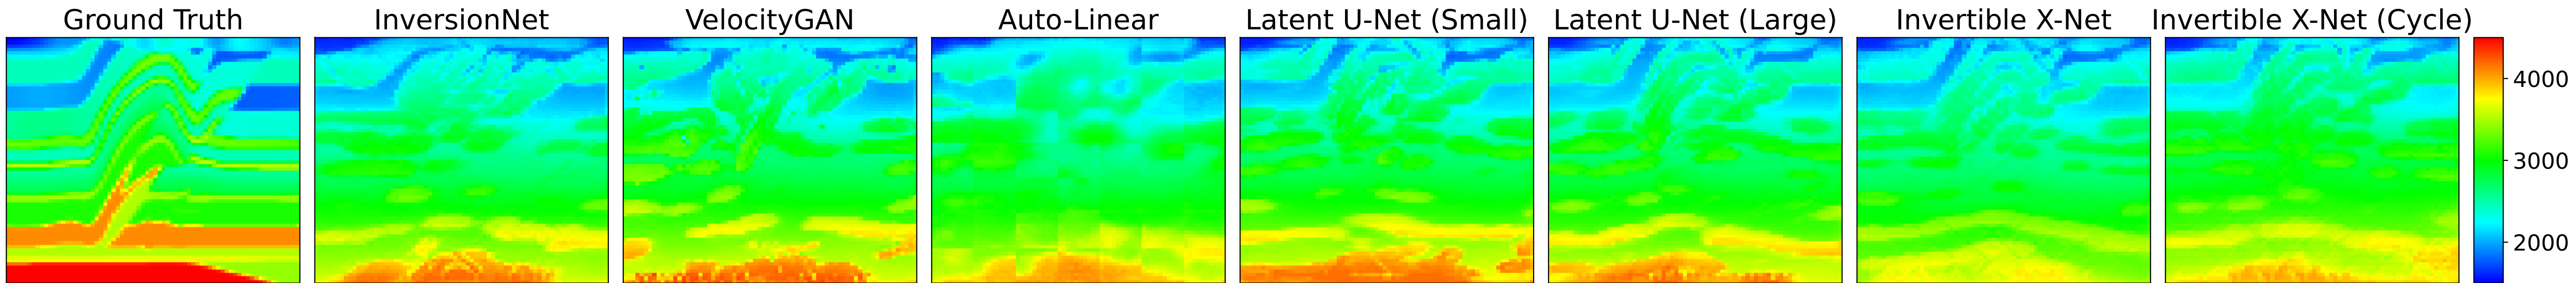 Ground Truth
InversionNet
VelocityGAN
Auto-Linear
Latent U-Net (Small)
Latent U-Net (Large)
Invertible X-Net
Invertible X-Net (Cycle)
4000
3000
2000